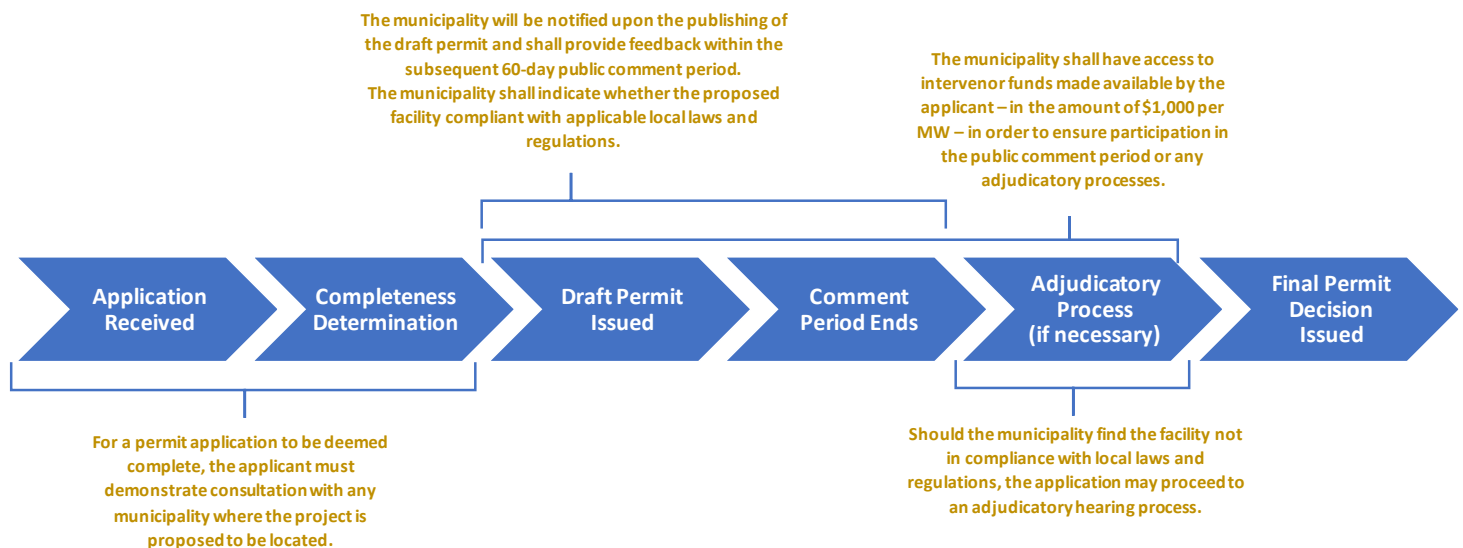 The municipality will be notified upon the publishing of
the draft permit and shall provide feedback within the
subsequent 60-day public comment period.
The municipality shall indicate whether the proposed
facility compliant with applicable local laws and
regulations.
The municipality shall have access to
intervenor funds made available by the
applicant – in the amount of $1,000 per
MW – in order to ensure participation in
the public comment period or any
adjudicatory processes.
Application
Received
Completeness
Determination
Draft Permit
Issued
Comment
Period Ends
Adjudicatory
Process
(if necessary)
Final Permit
Decision
Issued
For a permit application to be deemed
complete, the applicant must
demonstrate consultation with any
municipality where the project is
proposed to be located.
Should the municipality find the facility not
in compliance with local laws and
regulations, the application may proceed to
an adjudicatory hearing process.